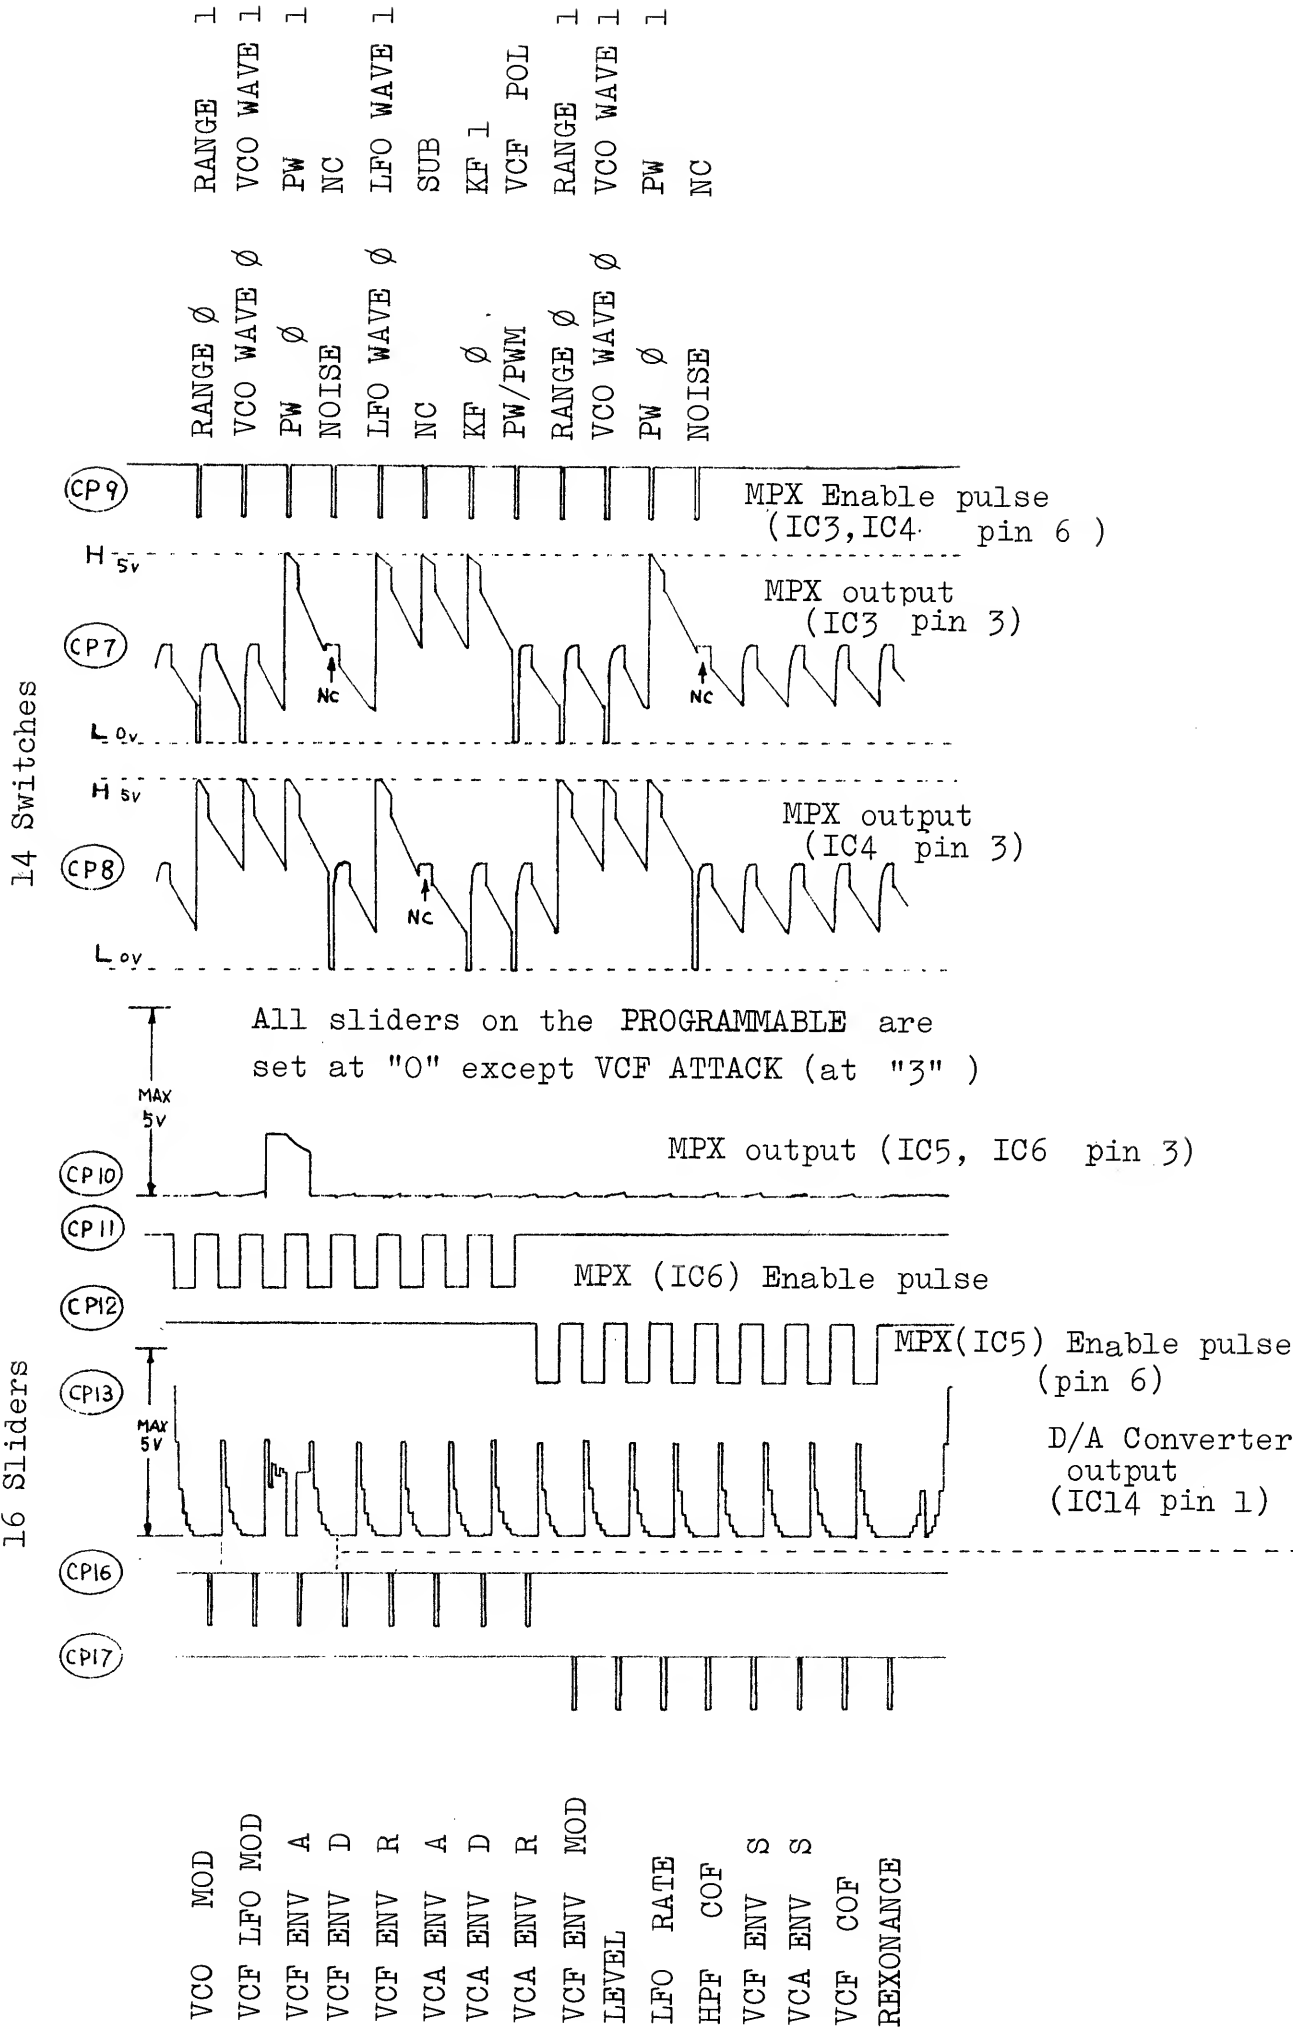 RANGE 1
VCO WAVE 1
PW 1
NC
LFO WAVE 1
SUB
KF 1
VCF POL
RANGE 1
VCO WAVE 1
PW 1
NC
RANGE Ø
VCO WAVE Ø
PW Ø
NOISE
LFO WAVE Ø
NC
KF Ø
PW/PWM
RANGE Ø
VCO WAVE Ø
PW Ø
NOISE
14 Switches
CP9
MPX Enable pulse
(IC3,IC4 pin 6 )
H 5v
MPX output
(IC3 pin 3)
CP7
NC
NC
L 0v
H 5v
MPX output
(IC4 pin 3)
CP8
NC
L 0v
All sliders on the PROGRAMMABLE are
set at "0" except VCF ATTACK (at "3" )
MAX
5V
MPX output (IC5, IC6 pin 3)
CP10
CP11
MPX (IC6) Enable pulse
CP12
MPX(IC5) Enable pulse
(pin 6)
16 Sliders
CP13
MAX
5V
D/A Converter
output
(IC14 pin 1)
CP16
CP17
VCO MOD
VCF LFO MOD
VCF ENV A
VCF ENV D
VCF ENV R
VCA ENV A
VCA ENV D
VCA ENV R
VCF ENV MOD
LEVEL
LFO RATE
HPF COF
VCF ENV S
VCA ENV S
VCF COF
REXONANCE